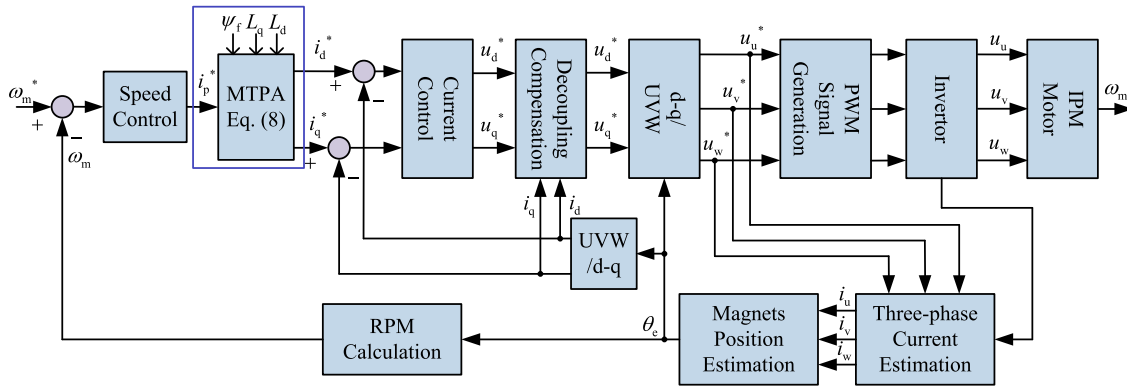 ψf Lq Ld
ωm*
+
−
ωm
Speed
Control
ip*
MTPA
Eq. (8)
id*
iq*
+
−
+
−
Current
Control
ud*
uq*
Decoupling
Compensation
ud*
uq*
d-q/
UVW
uu*
uv*
uw*
PWM
Signal
Generation
Invertor
uu
uv
uw
IPM
Motor
ωm
iq
id
UVW
/d-q
RPM
Calculation
θe
Magnets
Position
Estimation
iu
iv
iw
Three-phase
Current
Estimation